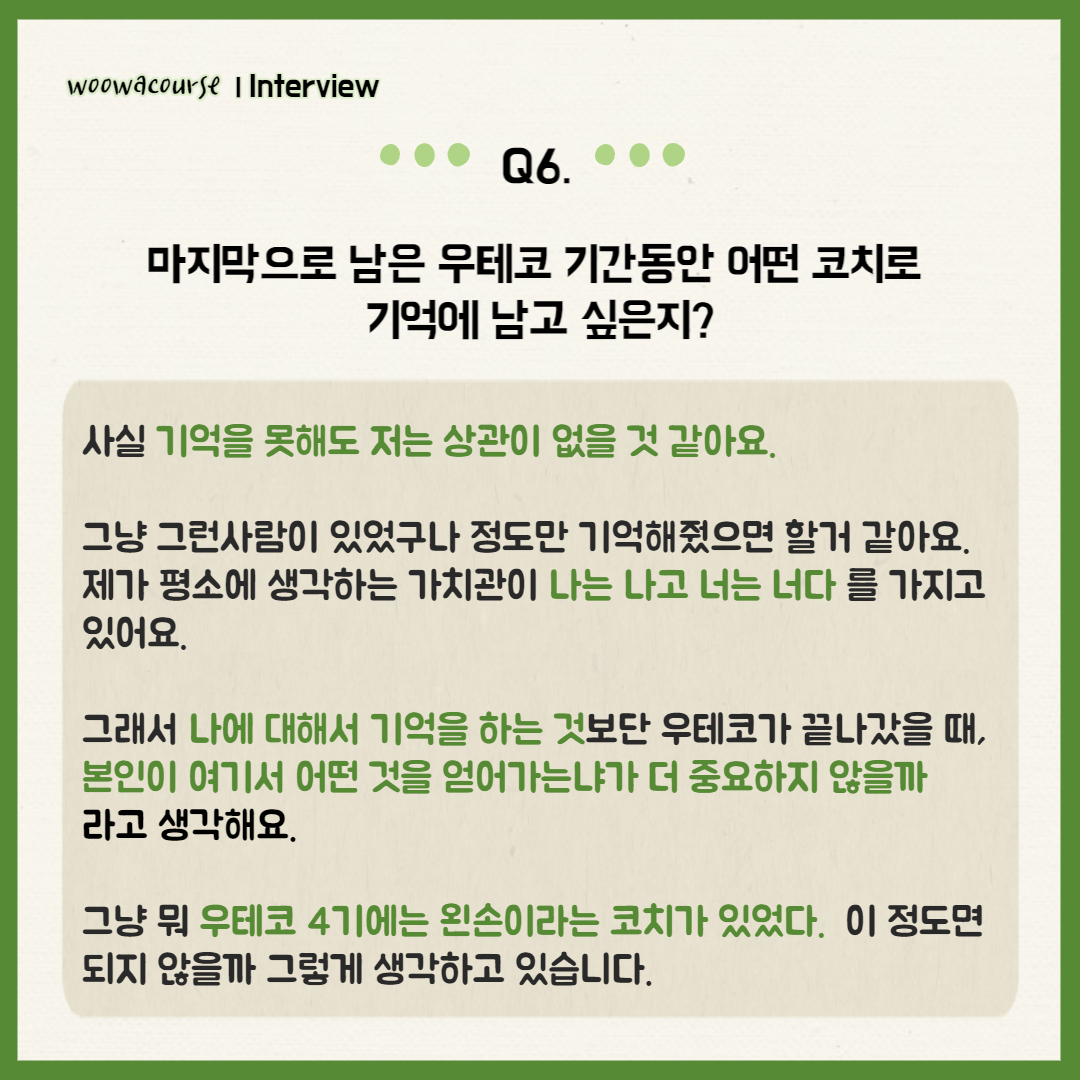 woowacourse | Interview
Q6.
마지막으로 남은 우테코 기간동안 어떤 코치로
기억에 남고 싶은지?
사실 기억을 못해도 저는 상관이 없을 것 같아요.
그냥 그런사람이 있었구나 정도만 기억해줬으면 할거 같아요.
제가 평소에 생각하는 가치관이 나는 나고 너는 너다 를 가지고
있어요.
그래서 나에 대해서 기억을 하는 것보단 우테코가 끝나갔을 때,
본인이 여기서 어떤 것을 얻어가는냐가 더 중요하지 않을까
라고 생각해요.
그냥 뭐 우테코 4기에는 왼손이라는 코치가 있었다. 이 정도면
되지 않을까 그렇게 생각하고 있습니다.